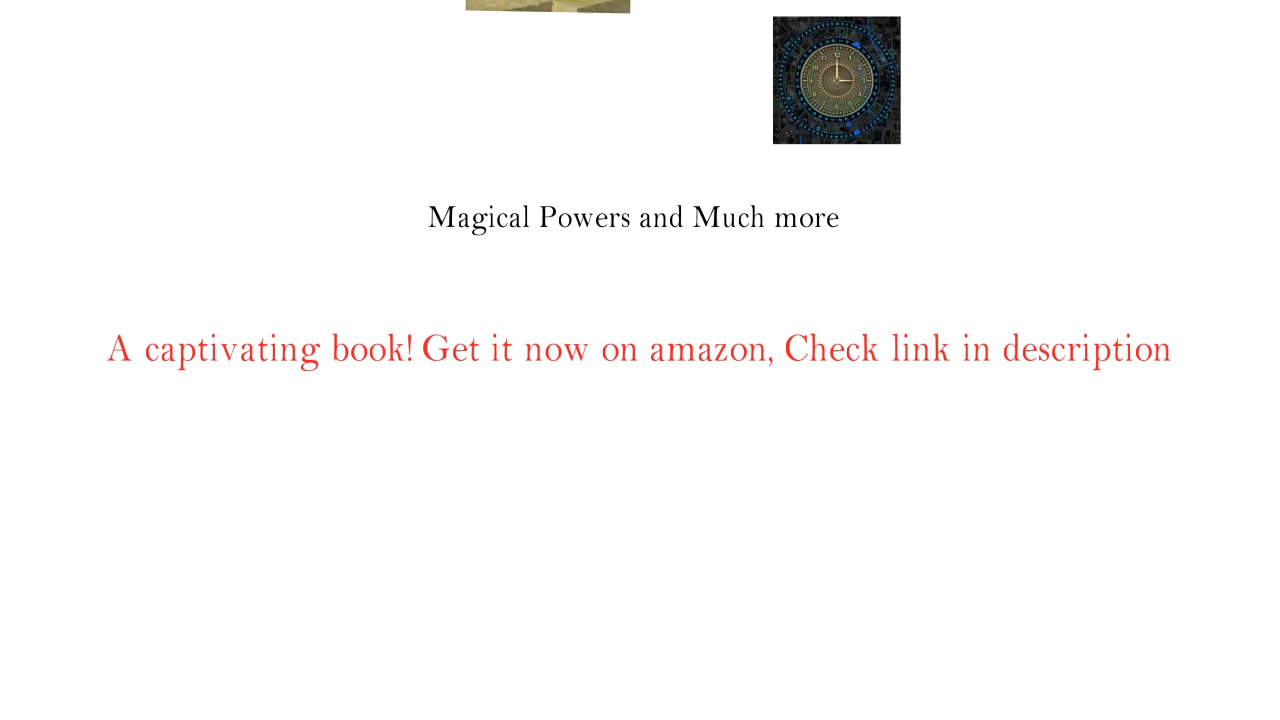 Magical Powers and Much more
A captivating book! Get it now on amazon, Check link in description